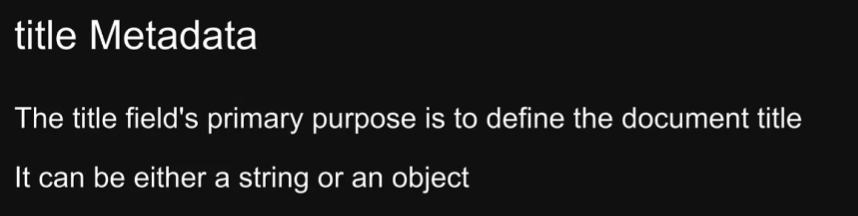 title Metadata
The title field's primary purpose is to define the document title
It can be either a string or an object